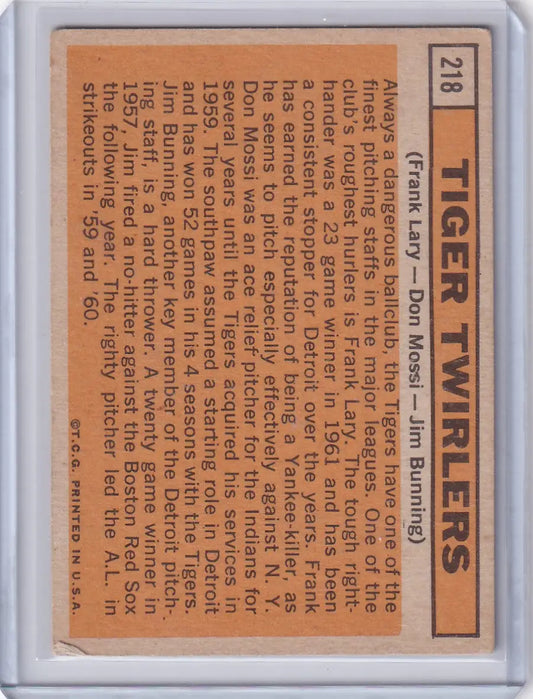 218
TIGER TWIRLERS
(Frank Lary — Don Mossi — Jim Bunning)
Always a dangerous ballclub, the Tigers have one of the
finest pitching staffs in the major leagues. One of the
club's roughest hurlers is Frank Lary. The tough right-
hander was a 23 game winner in 1961 and has been
a consistent stopper for Detroit over the years. Frank
has earned the reputation of being a Yankee-killer, as
he seems to pitch especially effectively against N. Y.
Don Mossi was an ace relief pitcher for the Indians for
several years until the Tigers acquired his services in
1959. The southpaw assumed a starting role in Detroit
and has won 52 games in his 4 seasons with the Tigers.
Jim Bunning, another key member of the Detroit pitch-
ing staff, is a hard thrower. A twenty game winner in
1957, Jim fired a no-hitter against the Boston Red Sox
the following year. The righty pitcher led the A.L. in
strikeouts in '59 and '60.
©T.C.G. PRINTED IN U.S.A.